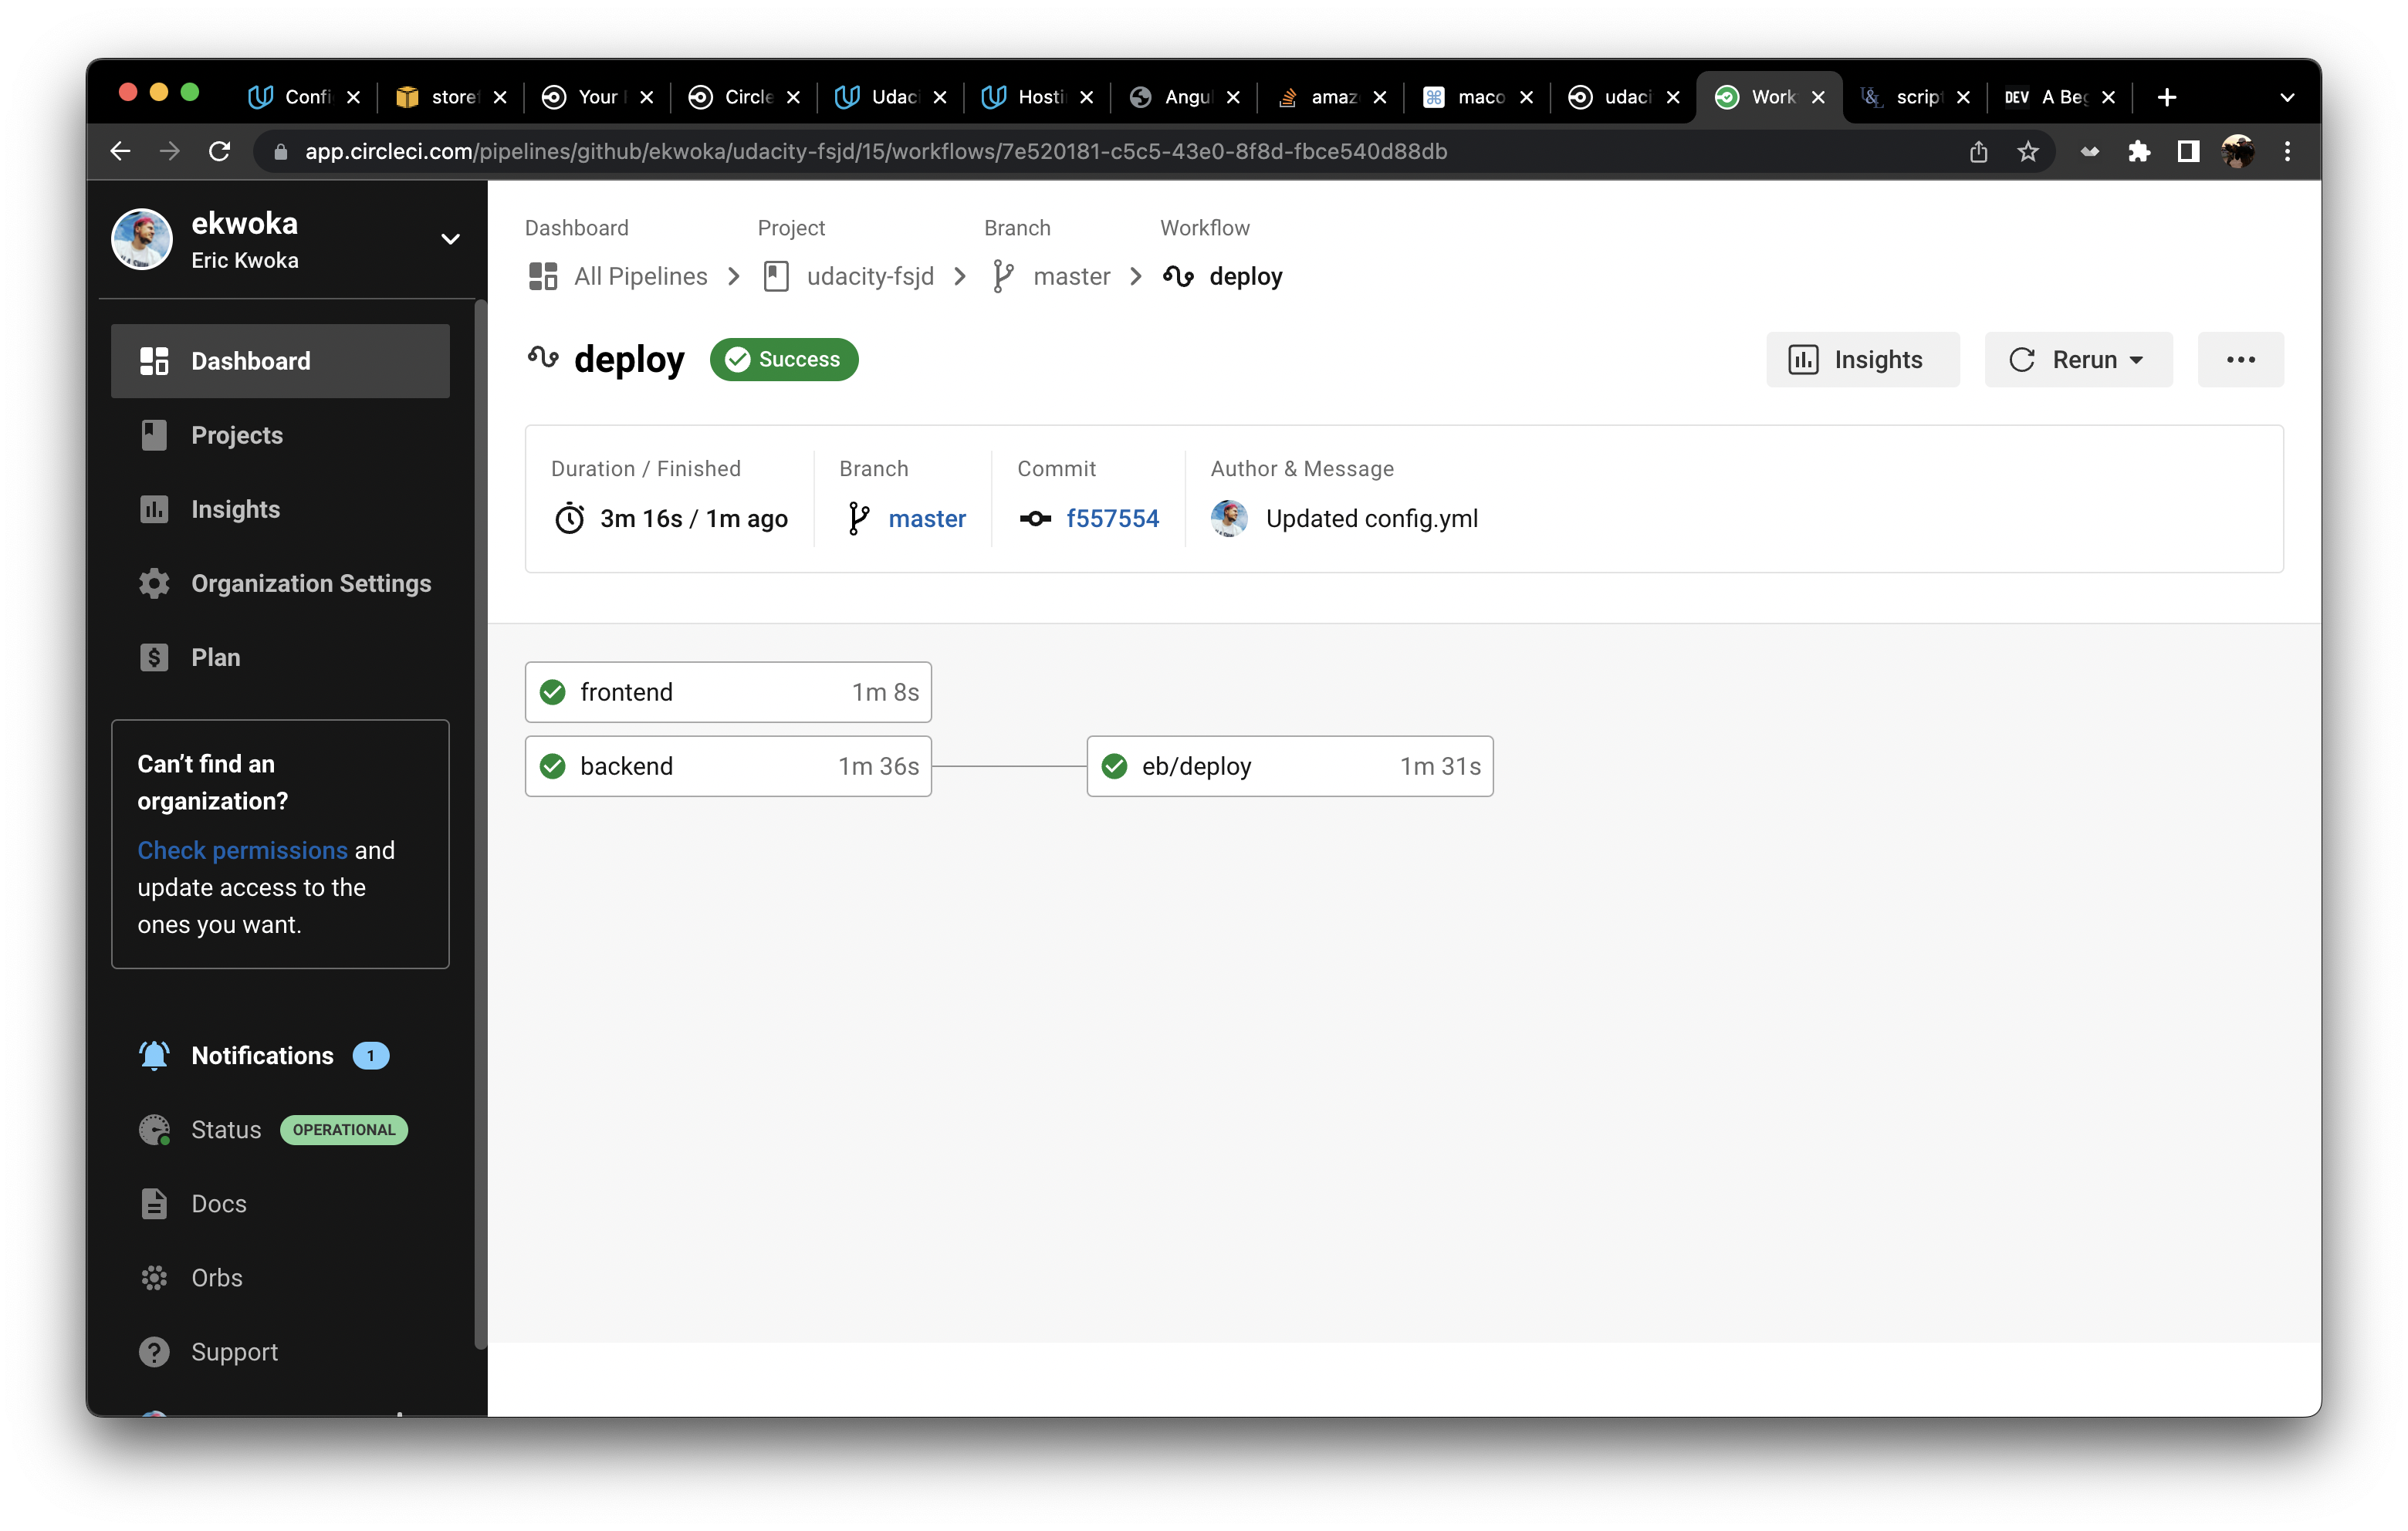 Confi
store
Your
Circle
Udaci
Hosti
Angul
amaz
maco
udaci
Work
script
DEV A Beg
app.circleci.com/pipelines/github/ekwoka/udacity-fsjd/15/workflows/7e520181-c5c5-43e0-8f8d-fbce540d88db
ekwoka
Eric Kwoka
Dashboard
Projects
Insights
Organization Settings
Plan
Can't find an
organization?
Check permissions and
update access to the
ones you want.
Notifications 1
Status OPERATIONAL
Docs
Orbs
Support
Dashboard Project Branch Workflow
All Pipelines udacity-fsjd master deploy
deploy Success
Insights Rerun
Duration / Finished Branch Commit Author & Message
3m 16s / 1m ago master f557554 Updated config.yml
frontend 1m 8s
backend 1m 36s eb/deploy 1m 31s